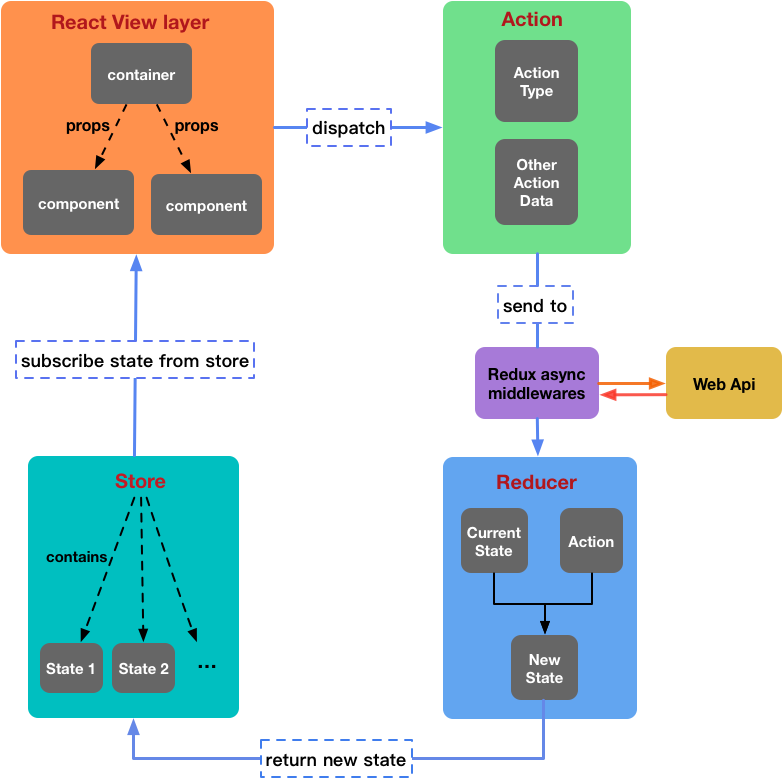 React View layer
container
props
props
component
component
dispatch
Action
Action
Type
Other
Action
Data
send to
Redux async
middlewares
Web Api
Reducer
Current
State
Action
New
State
return new state
Store
contains
State 1
State 2
...
subscribe state from store